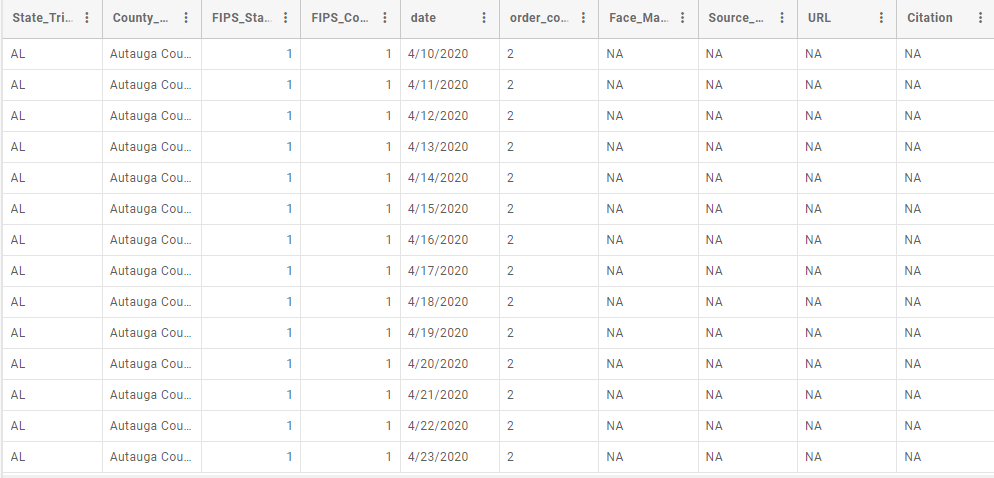 State_Tri... County_... FIPS_Sta... FIPS_Co... date order_co... Face_Ma... Source_... URL Citation
AL Autauga Cou... 1 1 4/10/2020 2 NA NA NA NA
AL Autauga Cou... 1 1 4/11/2020 2 NA NA NA NA
AL Autauga Cou... 1 1 4/12/2020 2 NA NA NA NA
AL Autauga Cou... 1 1 4/13/2020 2 NA NA NA NA
AL Autauga Cou... 1 1 4/14/2020 2 NA NA NA NA
AL Autauga Cou... 1 1 4/15/2020 2 NA NA NA NA
AL Autauga Cou... 1 1 4/16/2020 2 NA NA NA NA
AL Autauga Cou... 1 1 4/17/2020 2 NA NA NA NA
AL Autauga Cou... 1 1 4/18/2020 2 NA NA NA NA
AL Autauga Cou... 1 1 4/19/2020 2 NA NA NA NA
AL Autauga Cou... 1 1 4/20/2020 2 NA NA NA NA
AL Autauga Cou... 1 1 4/21/2020 2 NA NA NA NA
AL Autauga Cou... 1 1 4/22/2020 2 NA NA NA NA
AL Autauga Cou... 1 1 4/23/2020 2 NA NA NA NA